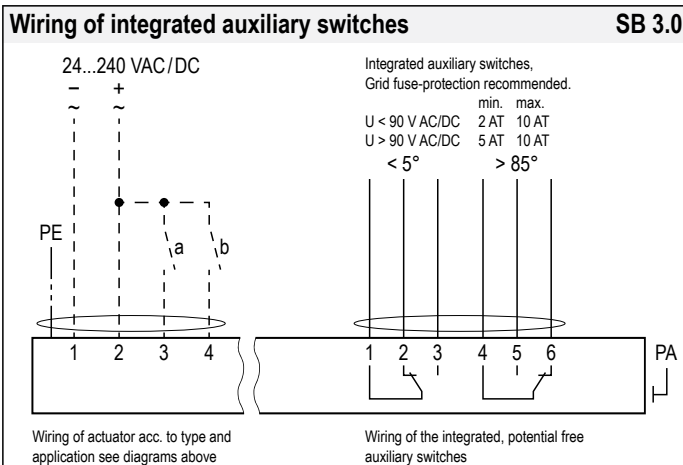 Wiring of integrated auxiliary switches SB 3.0
24...240 VAC/DC
− +
~ ~
Integrated auxiliary switches,
Grid fuse-protection recommended.
min. max.
U < 90 V AC/DC 2 AT 10 AT
U > 90 V AC/DC 5 AT 10 AT
< 5° > 85°
PE
a b
1 2 3 4 1 2 3 4 5 6 PA
Wiring of actuator acc. to type and
application see diagrams above
Wiring of the integrated, potential free
auxiliary switches